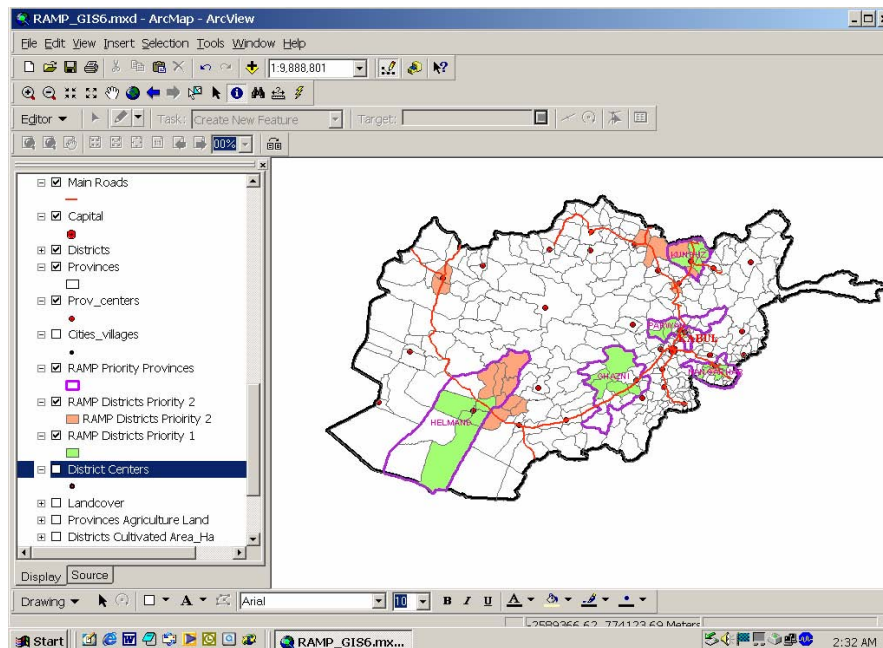 RAMP_GIS6.mxd - ArcMap - ArcView
File Edit View Insert Selection Tools Window Help
1:9,888,801
Editor Task: Create New Feature Target:
00%
Main Roads
Capital
Districts
Provinces
Prov_centers
Cities_villages
RAMP Priority Provinces
RAMP Districts Priority 2
RAMP Districts Prioirity 2
RAMP Districts Priority 1
District Centers
Landcover
Provinces Agriculture Land
Districts Cultivated Area_Ha
KUNDUZ
KABUL
GHAZNI
HELMAND
Display Source
Drawing A Arial 10 B I U A
-2589366.62 774123.69 Meters
Start RAMP_GIS6.mx... 2:32 AM